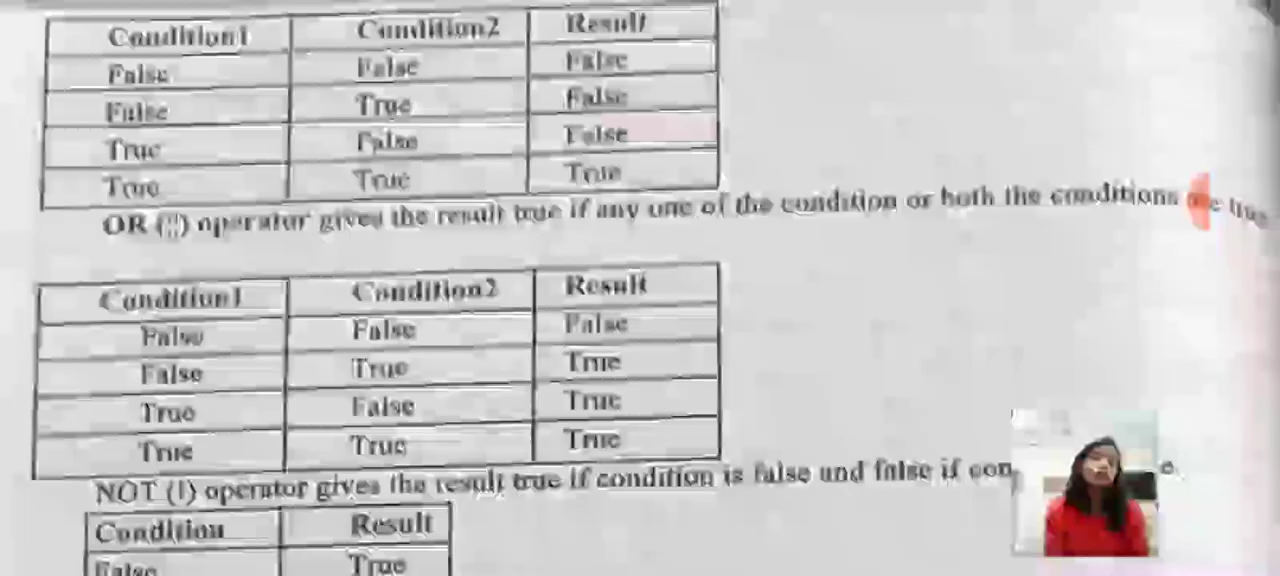 Condition1 Condition2 Result
False False False
False True False
True False False
True True True
OR (¦¦) operator gives the result true if any one of the condition or both the conditions are true
Condition1 Condition2 Result
False False False
False True True
True False True
True True True
NOT (!) operator gives the result true if condition is false and false if con e.
Condition Result
False True